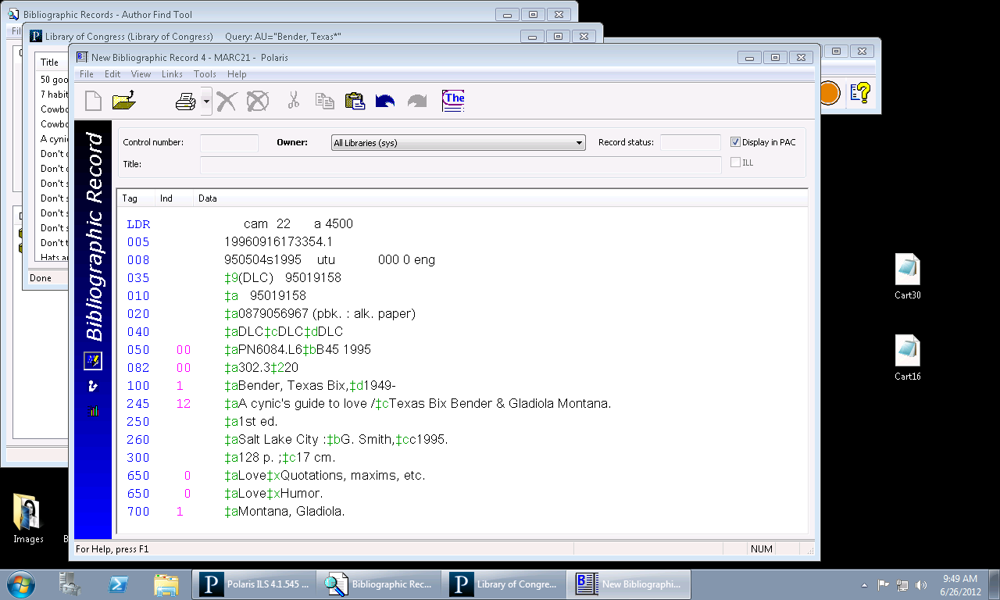 Bibliographic Records - Author Find Tool
Library of Congress (Library of Congress) Query: AU="Bender, Texas*"
New Bibliographic Record 4 - MARC21 - Polaris
File Edit View Links Tools Help
Title
50 goo
7 habit
Cowbo
Cowbo
A cynic
Don't
Don't
Don't s
Don't s
Don't s
Don't s
Don't t
Hats a
Done
The
Bibliographic Record
Control number: Owner: All Libraries (sys) Record status: Display in PAC
Title: ILL
Tag Ind Data
LDR cam 22 a 4500
005 19960916173354.1
008 950504s1995 utu 000 0 eng
035 ‡9(DLC) 95019158
010 ‡a 95019158
020 ‡a0879056967 (pbk. : alk. paper)
040 ‡aDLC‡cDLC‡dDLC
050 00 ‡aPN6084.L6‡bB45 1995
082 00 ‡a302.3‡220
100 1 ‡aBender, Texas Bix,‡d1949-
245 12 ‡aA cynic's guide to love /‡cTexas Bix Bender & Gladiola Montana.
250 ‡a1st ed.
260 ‡aSalt Lake City :‡bG. Smith,‡cc1995.
300 ‡a128 p. ;‡c17 cm.
650 0 ‡aLove‡xQuotations, maxims, etc.
650 0 ‡aLove‡xHumor.
700 1 ‡aMontana, Gladiola.
For Help, press F1 NUM
Cart30
Cart16
Images
Polaris ILS 4.1.545 ... Bibliographic Rec... Library of Congre... New Bibliographi...
9:49 AM
6/26/2012